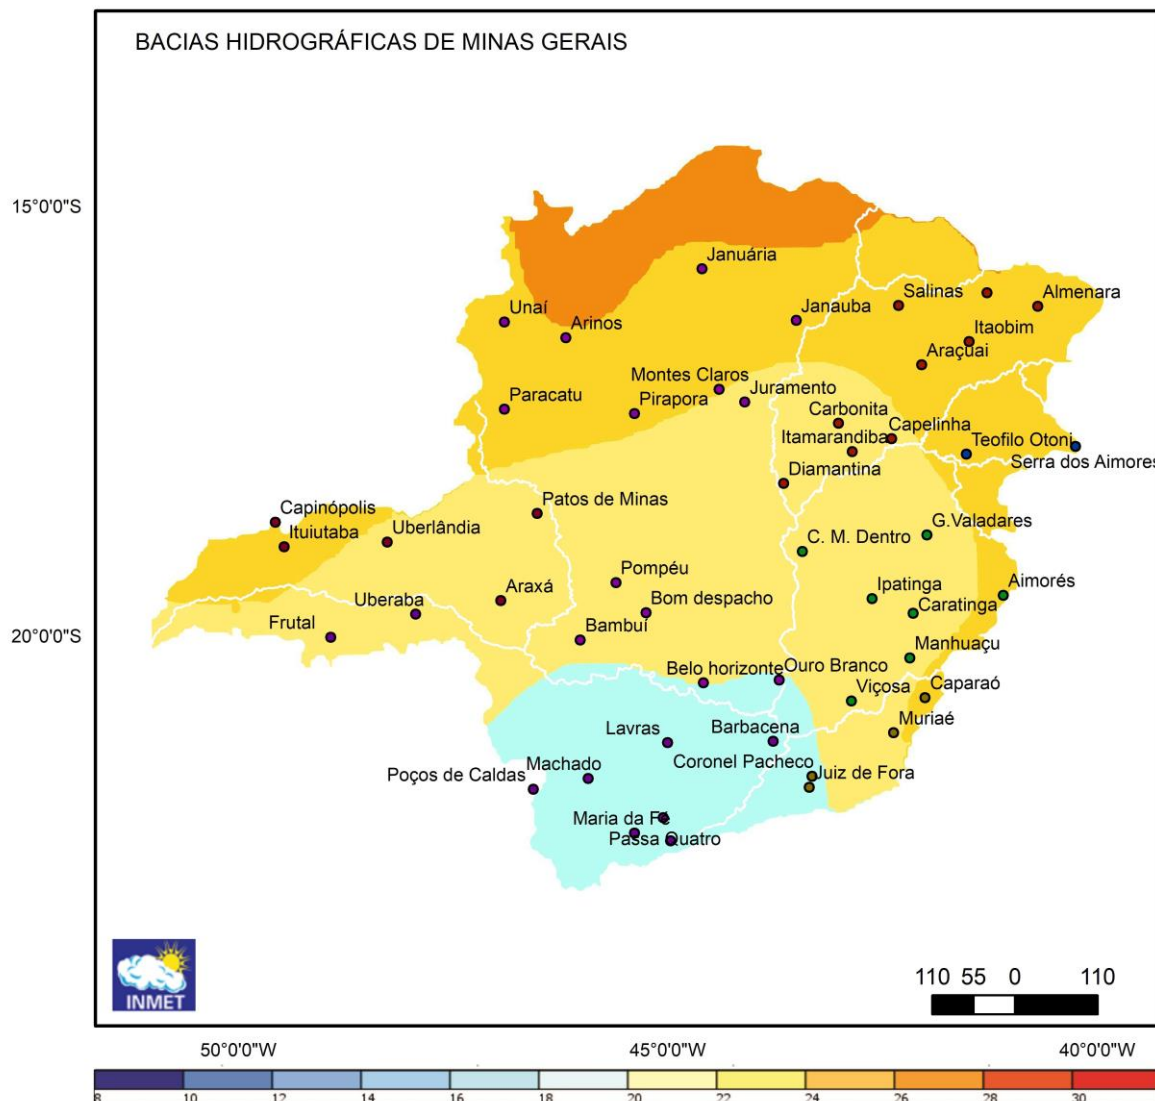 BACIAS HIDROGRÁFICAS DE MINAS GERAIS
15°0'0"S
Januária
Salinas
Almenara
Unaí
Arinos
Janauba
Itaobim
Araçuai
Montes Claros
Juramento
Paracatu
Pirapora
Carbonita
Capelinha
Itamarandiba
Teofilo Otoni
Serra dos Aimores
Diamantina
Patos de Minas
Capinópolis
Ituiutaba
Uberlândia
G.Valadares
C. M. Dentro
Pompéu
Araxá
Ipatinga
Aimorés
Uberaba
Bom despacho
Caratinga
Frutal
Bambuí
20°0'0"S
Manhuaçu
Belo horizonte
Ouro Branco
Viçosa
Caparaó
Lavras
Barbacena
Muriaé
Coronel Pacheco
Machado
Juiz de Fora
Poços de Caldas
Maria da Fé
Passa Quatro
INMET
110 55 0 110
50°0'0"W 45°0'0"W 40°0'0"W
8 10 12 14 16 18 20 22 24 26 28 30